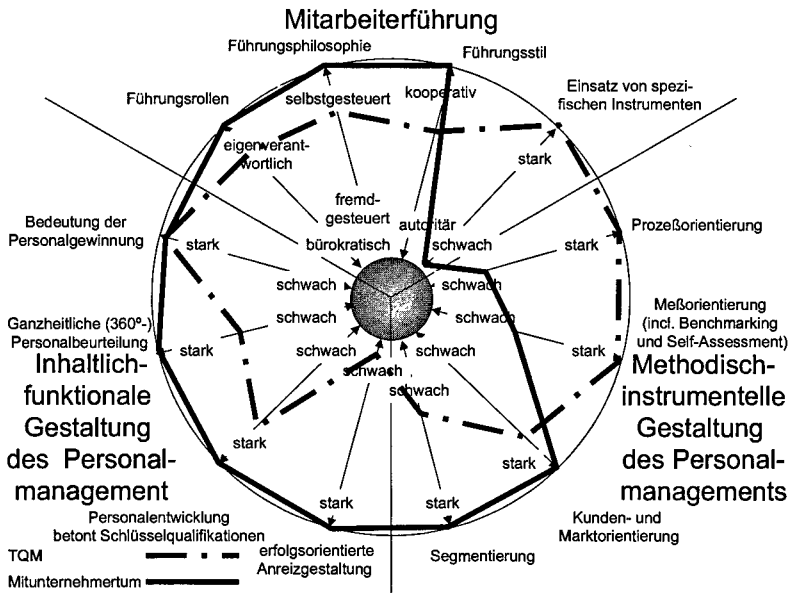 Mitarbeiterführung
Führungsphilosophie
Führungsstil
Führungsrollen
selbstgesteuert
kooperativ
Einsatz von spezi-
fischen Instrumenten
eigenverant-
wortlich
stark
fremd-
gesteuert
Bedeutung der
Personalgewinnung
autoritär
Prozeßorientierung
stark
bürokratisch
schwach
stark
schwach
schwach
Ganzheitliche (360°-)
Personalbeurteilung
schwach
schwach
Meßorientierung
(incl. Benchmarking
und Self-Assessment)
stark
schwach
schwach
stark
Inhaltlich-
funktionale
Gestaltung
des Personal-
management
schwach
schwach
Methodisch-
instrumentelle
Gestaltung
des Personal-
managements
stark
stark
stark
stark
Personalentwicklung
betont Schlüsselqualifikationen
Kunden- und
Marktorientierung
erfolgsorientierte
Anreizgestaltung
Segmentierung
TQM
Mitunternehmertum